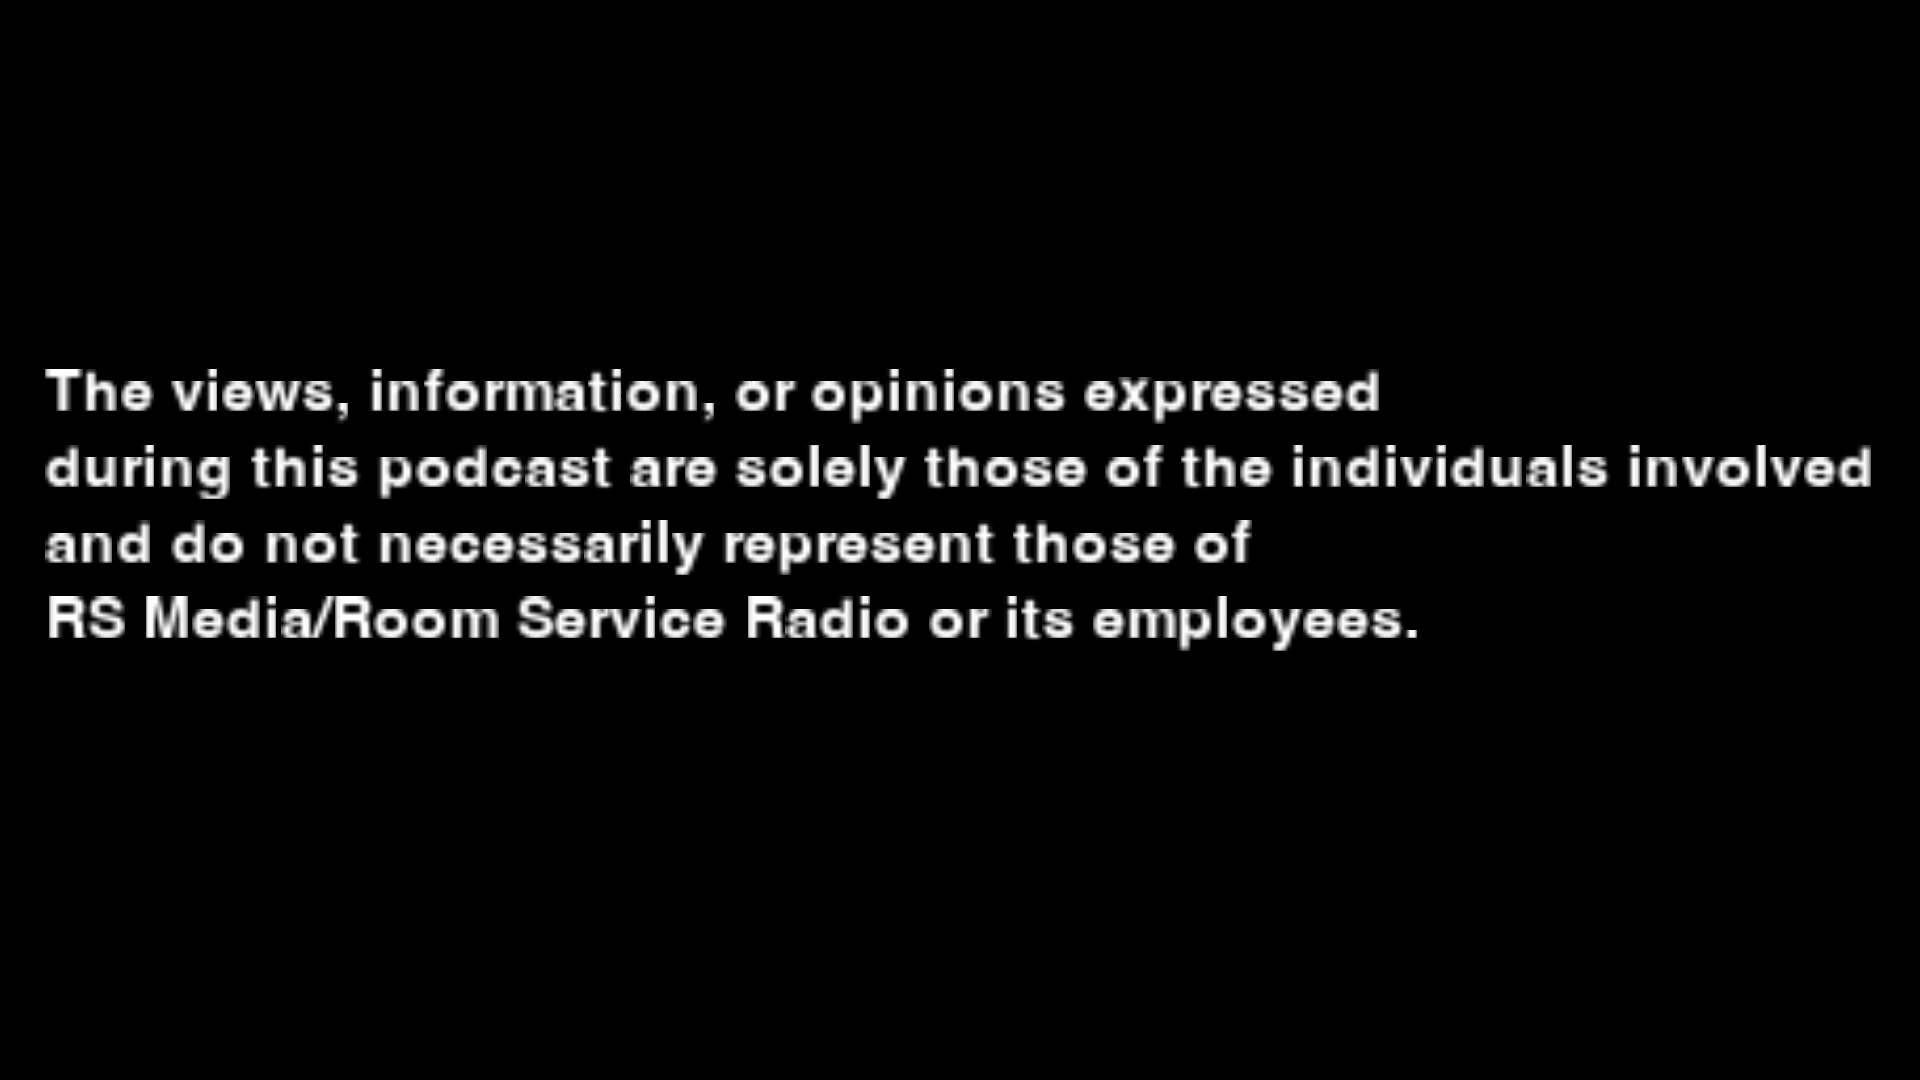 The views, information, or opinions expressed
during this podcast are solely those of the individuals involved
and do not necessarily represent those of
RS Media/Room Service Radio or its employees.